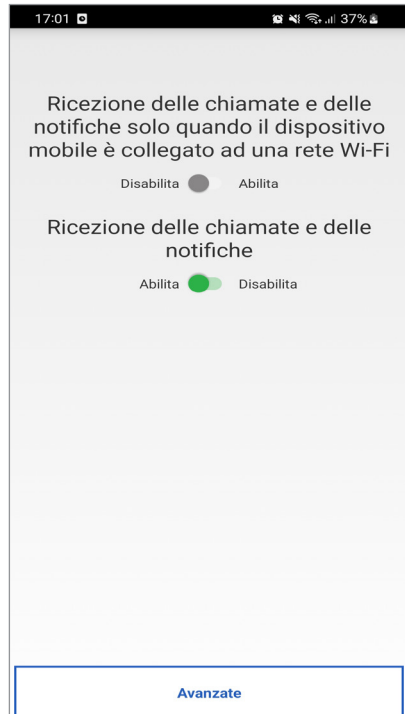 17:01
37%
Ricezione delle chiamate e delle
notifiche solo quando il dispositivo
mobile è collegato ad una rete Wi-Fi
Disabilita Abilita
Ricezione delle chiamate e delle
notifiche
Abilita Disabilita
Avanzate